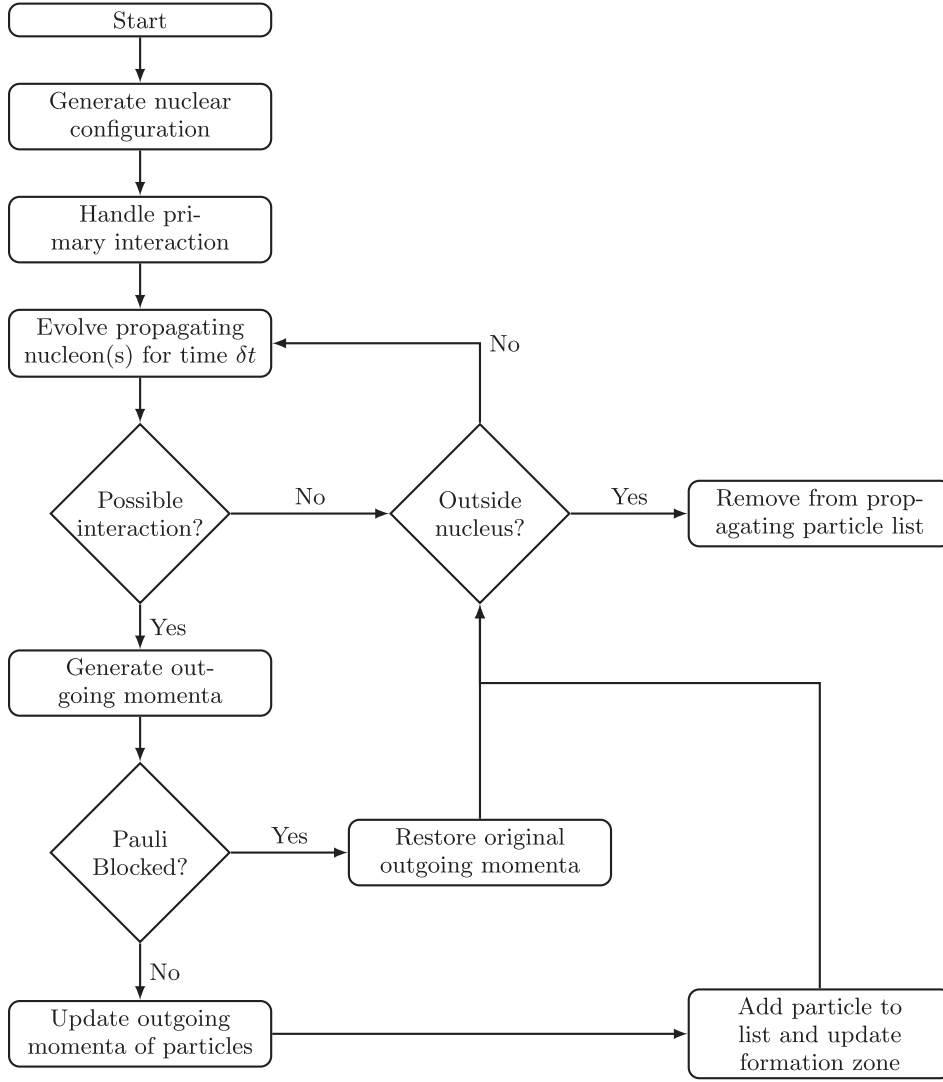 Start
Generate nuclear
configuration
Handle pri-
mary interaction
Evolve propagating
nucleon(s) for time δt
No
Possible
interaction?
No
Outside
nucleus?
Yes
Remove from prop-
agating particle list
Yes
Generate out-
going momenta
Pauli
Blocked?
Yes
Restore original
outgoing momenta
No
Update outgoing
momenta of particles
Add particle to
list and update
formation zone